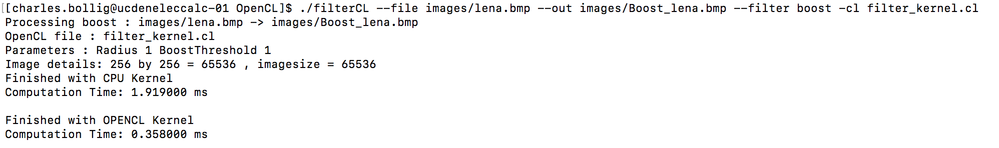 [[charles.bollig@ucdeneleccalc-01 OpenCL]$ ./filterCL --file images/lena.bmp --out images/Boost_lena.bmp --filter boost -cl filter_kernel.cl
Processing boost : images/lena.bmp -> images/Boost_lena.bmp
OpenCL file : filter_kernel.cl
Parameters : Radius 1 BoostThreshold 1
Image details: 256 by 256 = 65536 , imagesize = 65536
Finished with CPU Kernel
Computation Time: 1.919000 ms
Finished with OPENCL Kernel
Computation Time: 0.358000 ms